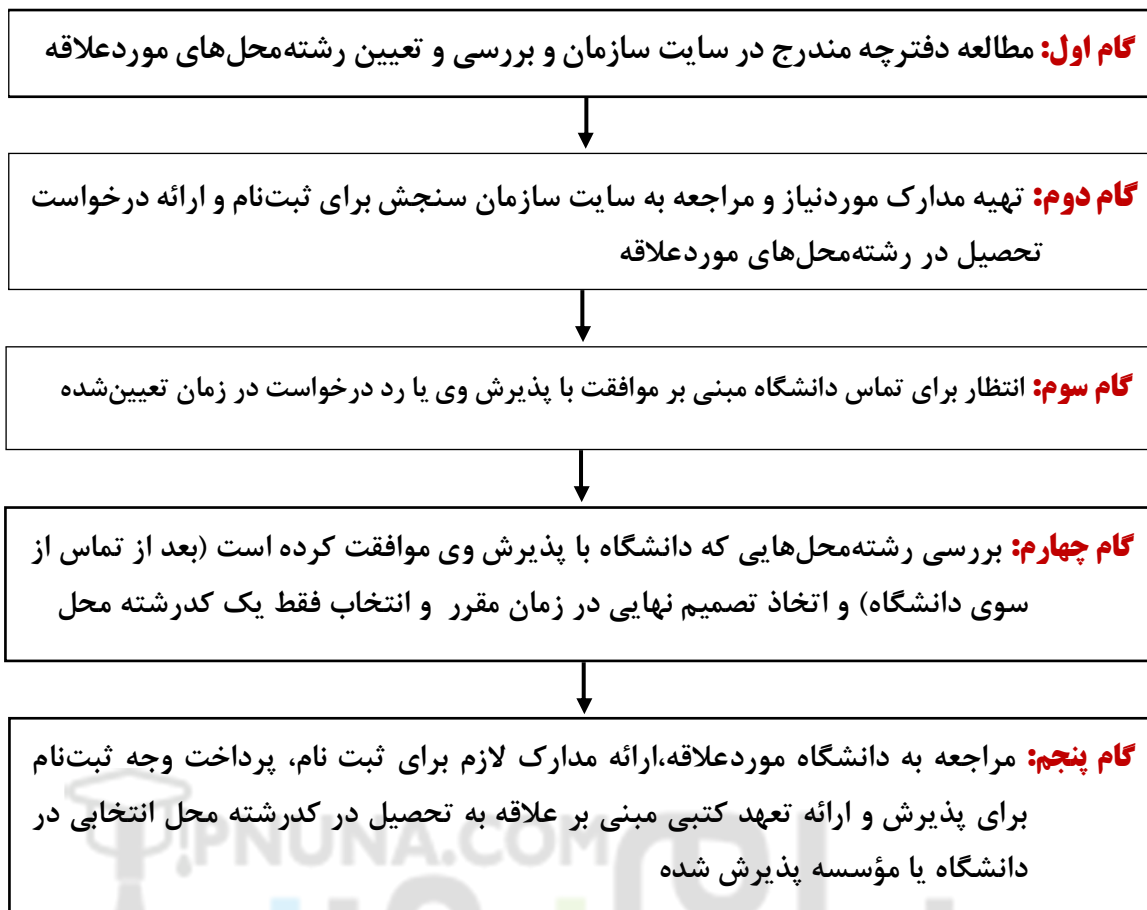 گام اول: مطالعه دفترچه مندرج در سایت سازمان و بررسی و تعیین رشته‌محل‌های موردعلاقه
گام دوم: تهیه مدارک موردنیاز و مراجعه به سایت سازمان سنجش برای ثبت‌نام و ارائه درخواست
تحصیل در رشته‌محل‌های موردعلاقه
گام سوم: انتظار برای تماس دانشگاه مبنی بر موافقت با پذیرش وی یا رد درخواست در زمان تعیین‌شده
گام چهارم: بررسی رشته‌محل‌هایی که دانشگاه با پذیرش وی موافقت کرده است (بعد از تماس از
سوی دانشگاه) و اتخاذ تصمیم نهایی در زمان مقرر و انتخاب فقط یک کدرشته محل
گام پنجم: مراجعه به دانشگاه موردعلاقه،ارائه مدارک لازم برای ثبت نام، پرداخت وجه ثبت‌نام
برای پذیرش و ارائه تعهد کتبی مبنی بر علاقه به تحصیل در کدرشته محل انتخابی در
دانشگاه یا مؤسسه پذیرش شده
PNUNA.COM